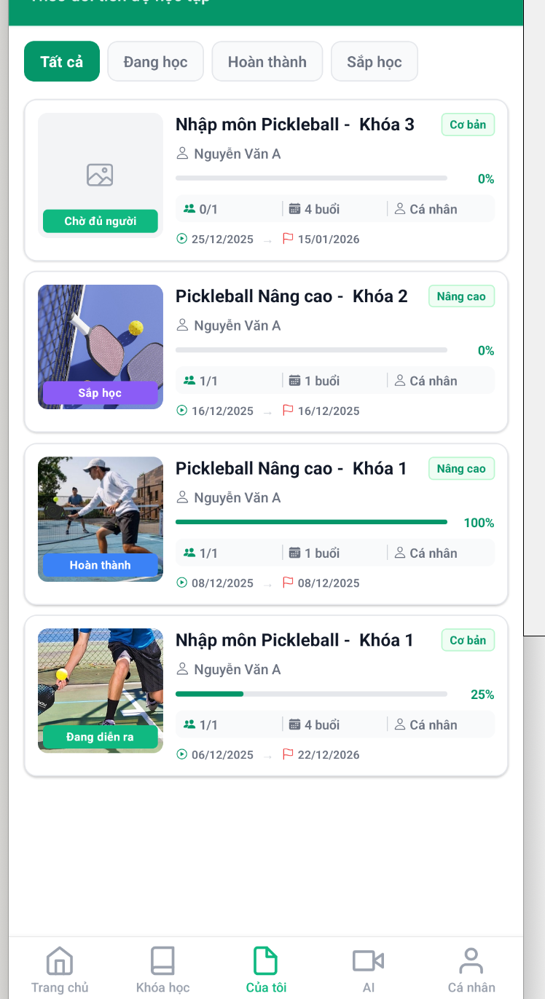 Theo dõi tiến độ học tập
Tất cả
Đang học
Hoàn thành
Sắp học
Nhập môn Pickleball - Khóa 3
Cơ bản
Nguyễn Văn A
0%
Chờ đủ người
0/1
4 buổi
Cá nhân
25/12/2025 → 15/01/2026
Pickleball Nâng cao - Khóa 2
Nâng cao
Nguyễn Văn A
0%
Sắp học
1/1
1 buổi
Cá nhân
16/12/2025 → 16/12/2025
Pickleball Nâng cao - Khóa 1
Nâng cao
Nguyễn Văn A
100%
Hoàn thành
1/1
1 buổi
Cá nhân
08/12/2025 → 08/12/2025
Nhập môn Pickleball - Khóa 1
Cơ bản
Nguyễn Văn A
25%
Đang diễn ra
1/1
4 buổi
Cá nhân
06/12/2025 → 22/12/2026
Trang chủ
Khóa học
Của tôi
AI
Cá nhân